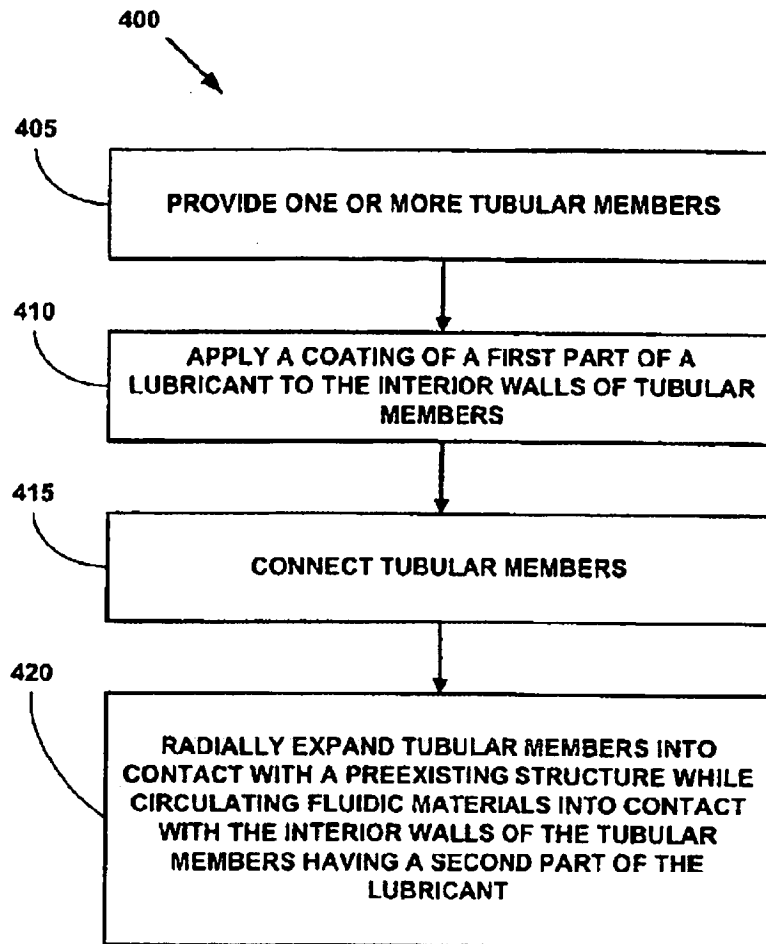 400
405
PROVIDE ONE OR MORE TUBULAR MEMBERS
410
APPLY A COATING OF A FIRST PART OF A
LUBRICANT TO THE INTERIOR WALLS OF TUBULAR
MEMBERS
415
CONNECT TUBULAR MEMBERS
420
RADIALLY EXPAND TUBULAR MEMBERS INTO
CONTACT WITH A PREEXISTING STRUCTURE WHILE
CIRCULATING FLUIDIC MATERIALS INTO CONTACT
WITH THE INTERIOR WALLS OF THE TUBULAR
MEMBERS HAVING A SECOND PART OF THE
LUBRICANT